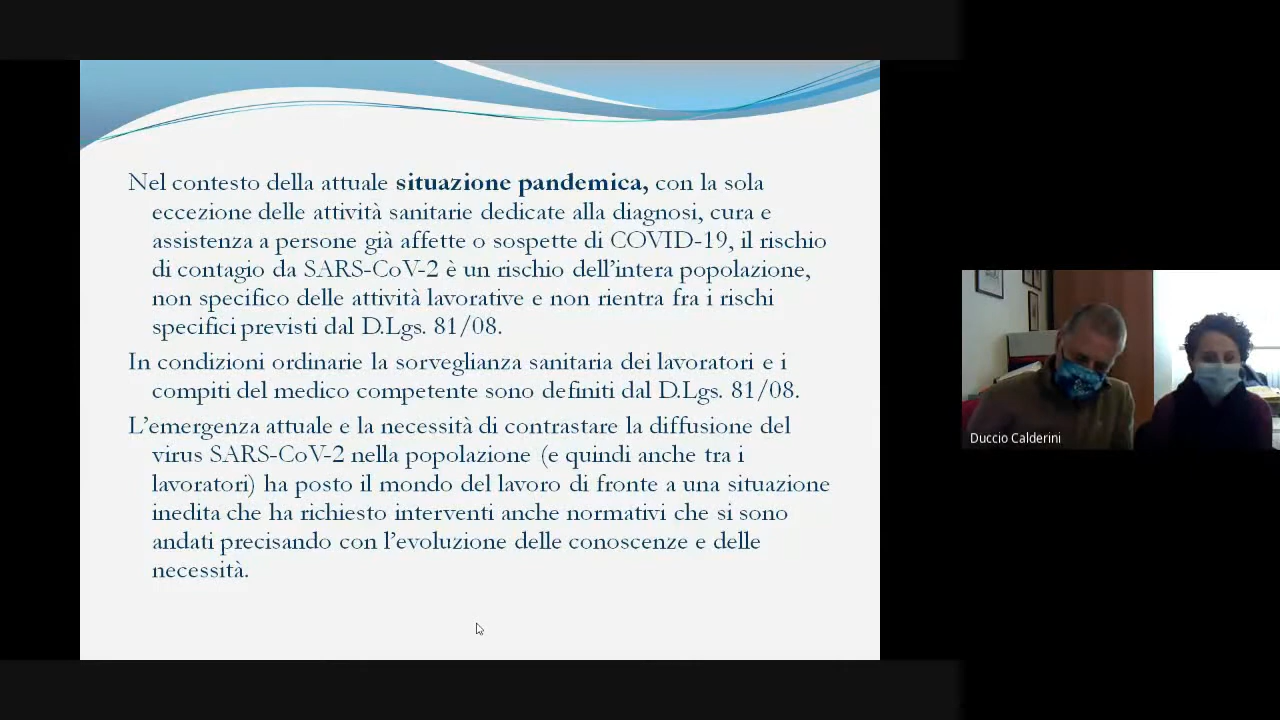 Nel contesto della attuale situazione pandemica, con la sola
eccezione delle attività sanitarie dedicate alla diagnosi, cura e
assistenza a persone già affette o sospette di COVID-19, il rischio
di contagio da SARS-CoV-2 è un rischio dell’intera popolazione,
non specifico delle attività lavorative e non rientra fra i rischi
specifici previsti dal D.Lgs. 81/08.
In condizioni ordinarie la sorveglianza sanitaria dei lavoratori e i
compiti del medico competente sono definiti dal D.Lgs. 81/08.
L’emergenza attuale e la necessità di contrastare la diffusione del
virus SARS-CoV-2 nella popolazione (e quindi anche tra i
lavoratori) ha posto il mondo del lavoro di fronte a una situazione
inedita che ha richiesto interventi anche normativi che si sono
andati precisando con l’evoluzione delle conoscenze e delle
necessità.
Duccio Calderini